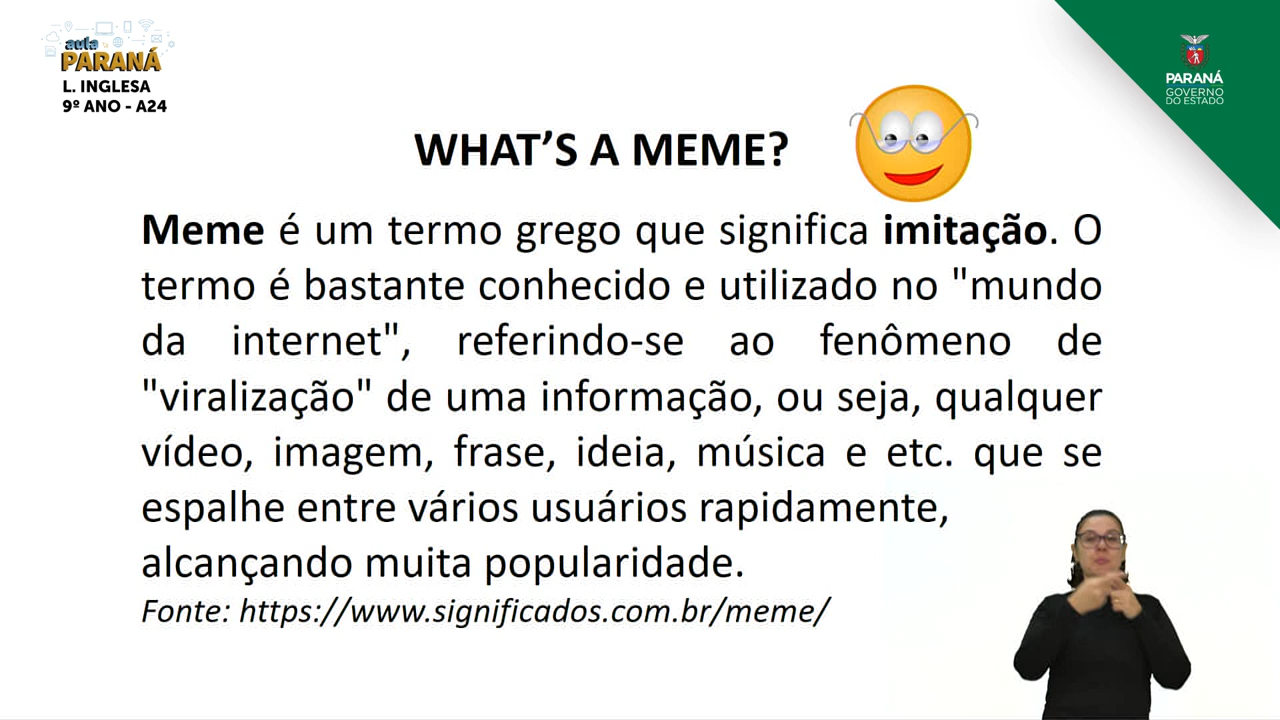 aula
PARANÁ
L. INGLESA
9º ANO - A24
PARANÁ
GOVERNO
DO ESTADO
WHAT'S A MEME?
Meme é um termo grego que significa imitação. O
termo é bastante conhecido e utilizado no "mundo
da internet", referindo-se ao fenômeno de
"viralização" de uma informação, ou seja, qualquer
vídeo, imagem, frase, ideia, música e etc. que se
espalhe entre vários usuários rapidamente,
alcançando muita popularidade.
Fonte: https://www.significados.com.br/meme/